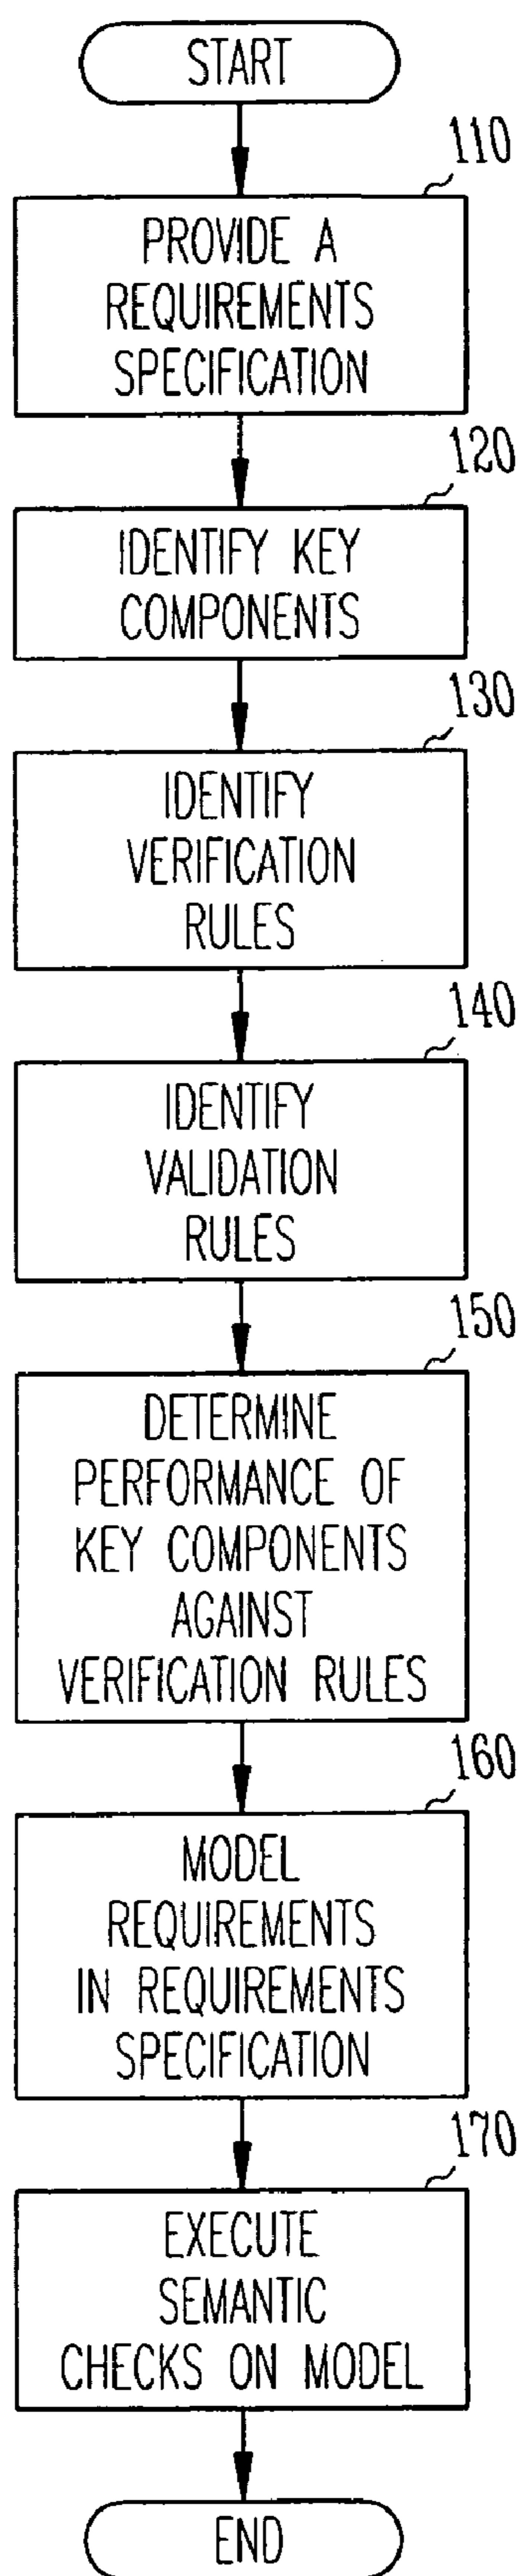 START
110
PROVIDE A
REQUIREMENTS
SPECIFICATION
120
IDENTIFY KEY
COMPONENTS
130
IDENTIFY
VERIFICATION
RULES
140
IDENTIFY
VALIDATION
RULES
150
DETERMINE
PERFORMANCE OF
KEY COMPONENTS
AGAINST
VERIFICATION RULES
160
MODEL
REQUIREMENTS
IN REQUIREMENTS
SPECIFICATION
170
EXECUTE
SEMANTIC
CHECKS ON MODEL
END